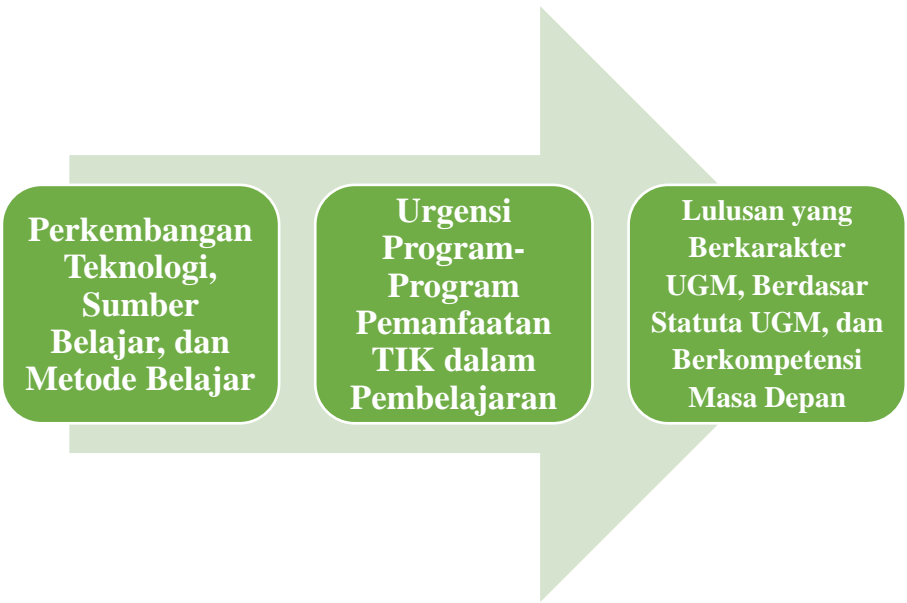 Perkembangan
Teknologi,
Sumber
Belajar, dan
Metode Belajar
Urgensi
Program-
Program
Pemanfaatan
TIK dalam
Pembelajaran
Lulusan yang
Berkarakter
UGM, Berdasar
Statuta UGM, dan
Berkompetensi
Masa Depan